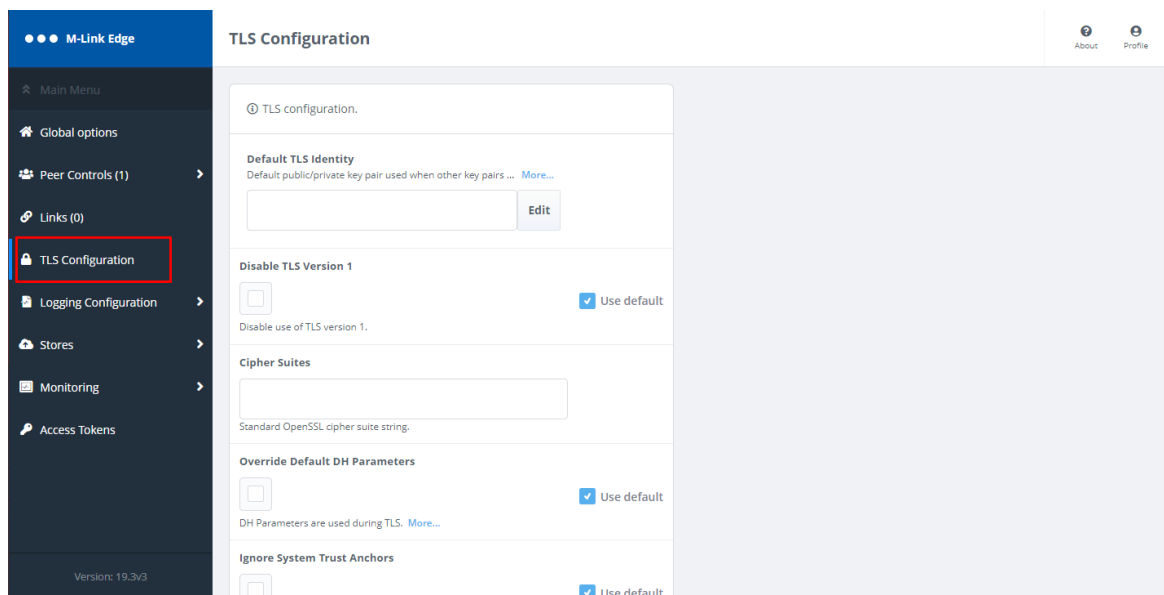 M-Link Edge
TLS Configuration
About
Profile
Main Menu
Global options
Peer Controls (1)
Links (0)
TLS Configuration
Logging Configuration
Stores
Monitoring
Access Tokens
Version: 19.3v3
TLS configuration.
Default TLS Identity
Default public/private key pair used when other key pairs ... More...
Edit
Disable TLS Version 1
Use default
Disable use of TLS version 1.
Cipher Suites
Standard OpenSSL cipher suite string.
Override Default DH Parameters
Use default
DH Parameters are used during TLS. More...
Ignore System Trust Anchors
Use default